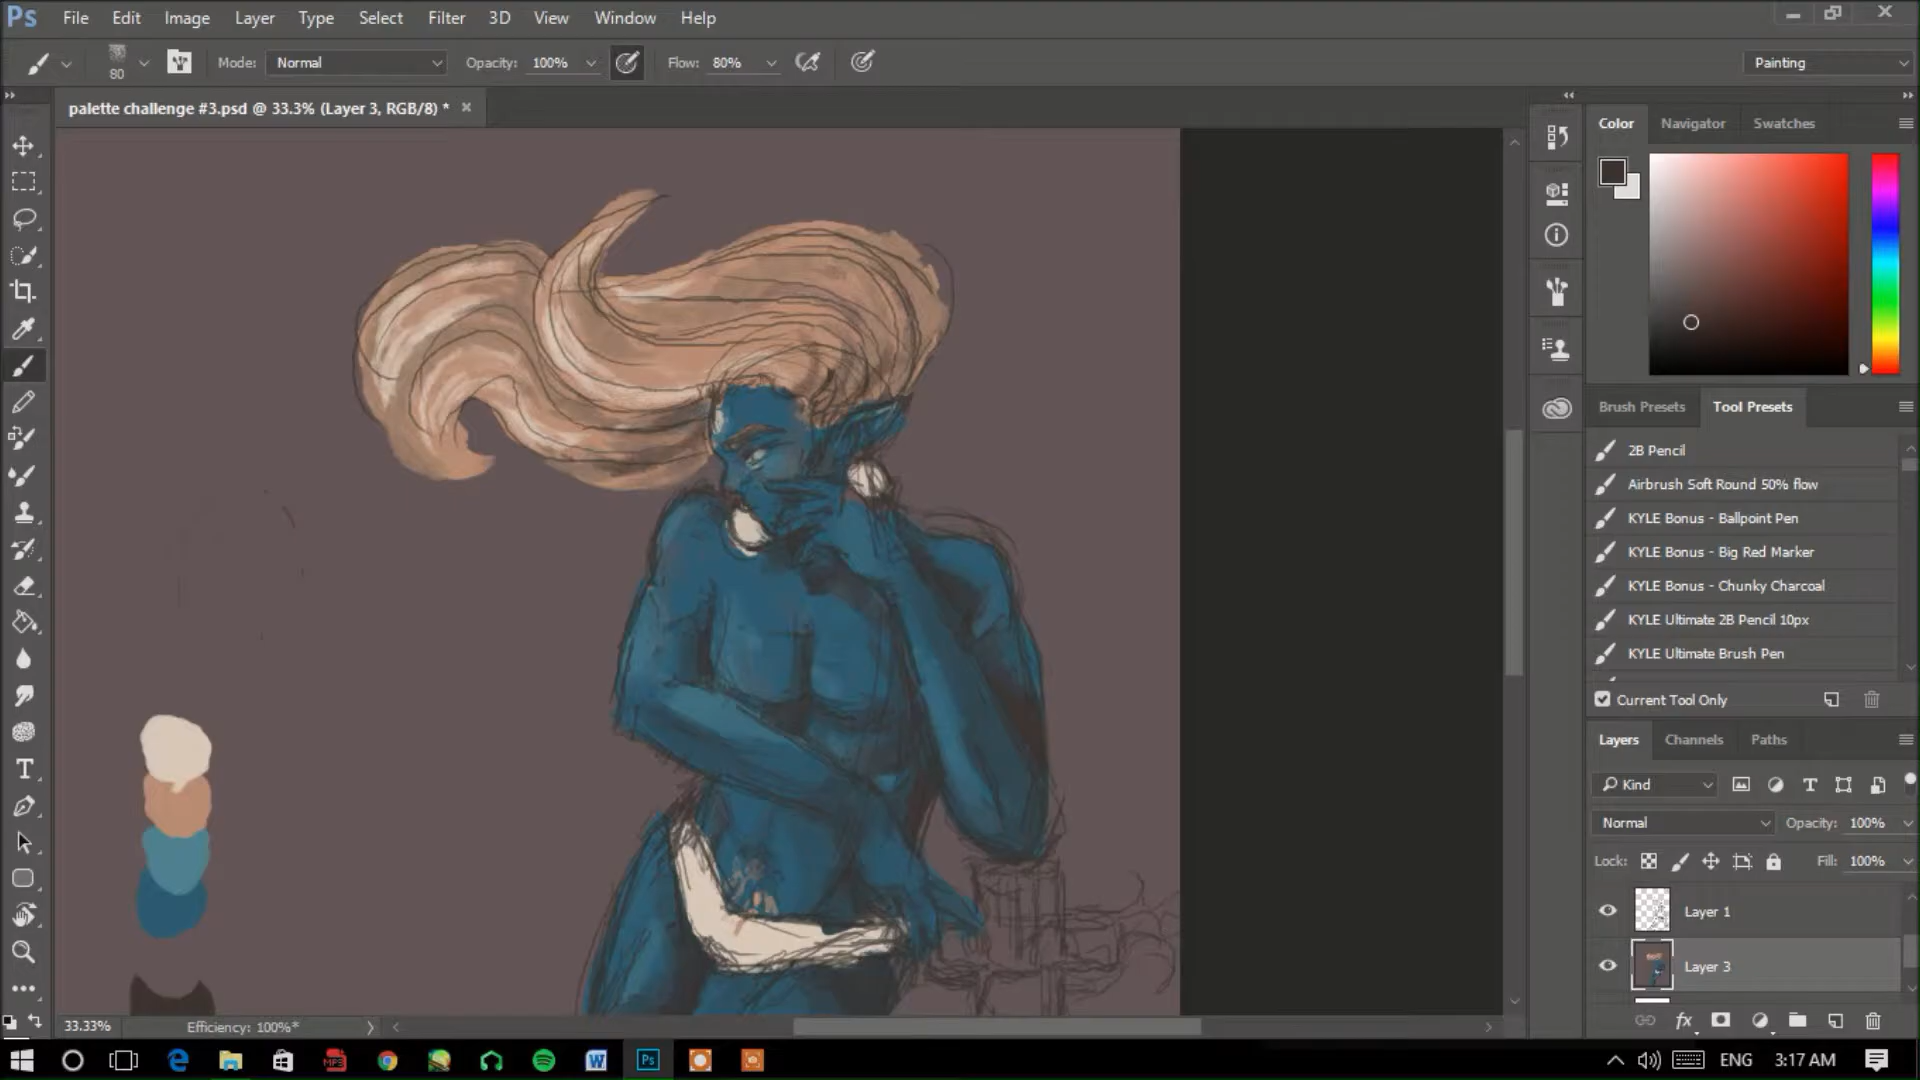 Ps File Edit Image Layer Type Select Filter 3D View Window Help
80 Mode: Normal Opacity: 100% Flow: 80% Painting
palette challenge #3.psd @ 33.3% (Layer 3, RGB/8) *
Color Navigator Swatches
Brush Presets Tool Presets
2B Pencil
Airbrush Soft Round 50% flow
KYLE Bonus - Ballpoint Pen
KYLE Bonus - Big Red Marker
KYLE Bonus - Chunky Charcoal
KYLE Ultimate 2B Pencil 10px
KYLE Ultimate Brush Pen
Current Tool Only
Layers Channels Paths
Kind
Normal Opacity: 100%
Lock: Fill: 100%
Layer 1
Layer 3
fx
33.33% Efficiency: 100%*
MP3 Ps ENG 3:17 AM